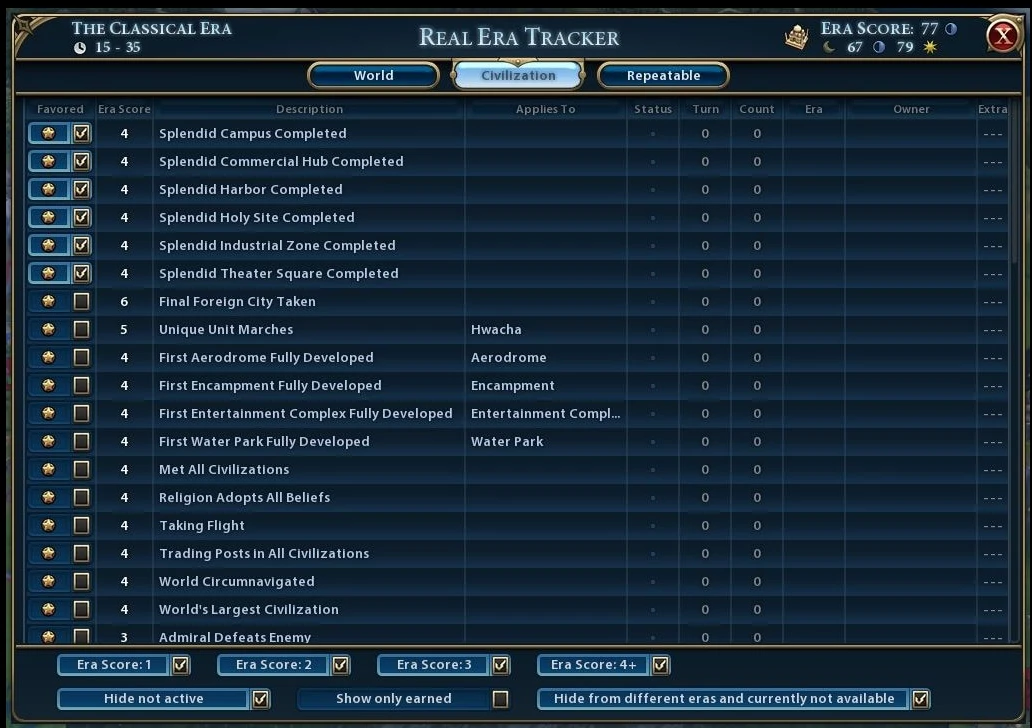 THE CLASSICAL ERA
15 - 35
REAL ERA TRACKER
ERA SCORE: 77
67 79
X
World Civilization Repeatable
Favored Era Score Description Applies To Status Turn Count Era Owner Extra
4 Splendid Campus Completed 0 0 ---
4 Splendid Commercial Hub Completed 0 0 ---
4 Splendid Harbor Completed 0 0 ---
4 Splendid Holy Site Completed 0 0 ---
4 Splendid Industrial Zone Completed 0 0 ---
4 Splendid Theater Square Completed 0 0 ---
6 Final Foreign City Taken 0 0 ---
5 Unique Unit Marches Hwacha 0 0 ---
4 First Aerodrome Fully Developed Aerodrome 0 0 ---
4 First Encampment Fully Developed Encampment 0 0 ---
4 First Entertainment Complex Fully Developed Entertainment Compl... 0 0 ---
4 First Water Park Fully Developed Water Park 0 0 ---
4 Met All Civilizations 0 0 ---
4 Religion Adopts All Beliefs 0 0 ---
4 Taking Flight 0 0 ---
4 Trading Posts in All Civilizations 0 0 ---
4 World Circumnavigated 0 0 ---
4 World's Largest Civilization 0 0 ---
3 Admiral Defeats Enemy 0 0 ---
Era Score: 1 Era Score: 2 Era Score: 3 Era Score: 4+
Hide not active Show only earned Hide from different eras and currently not available